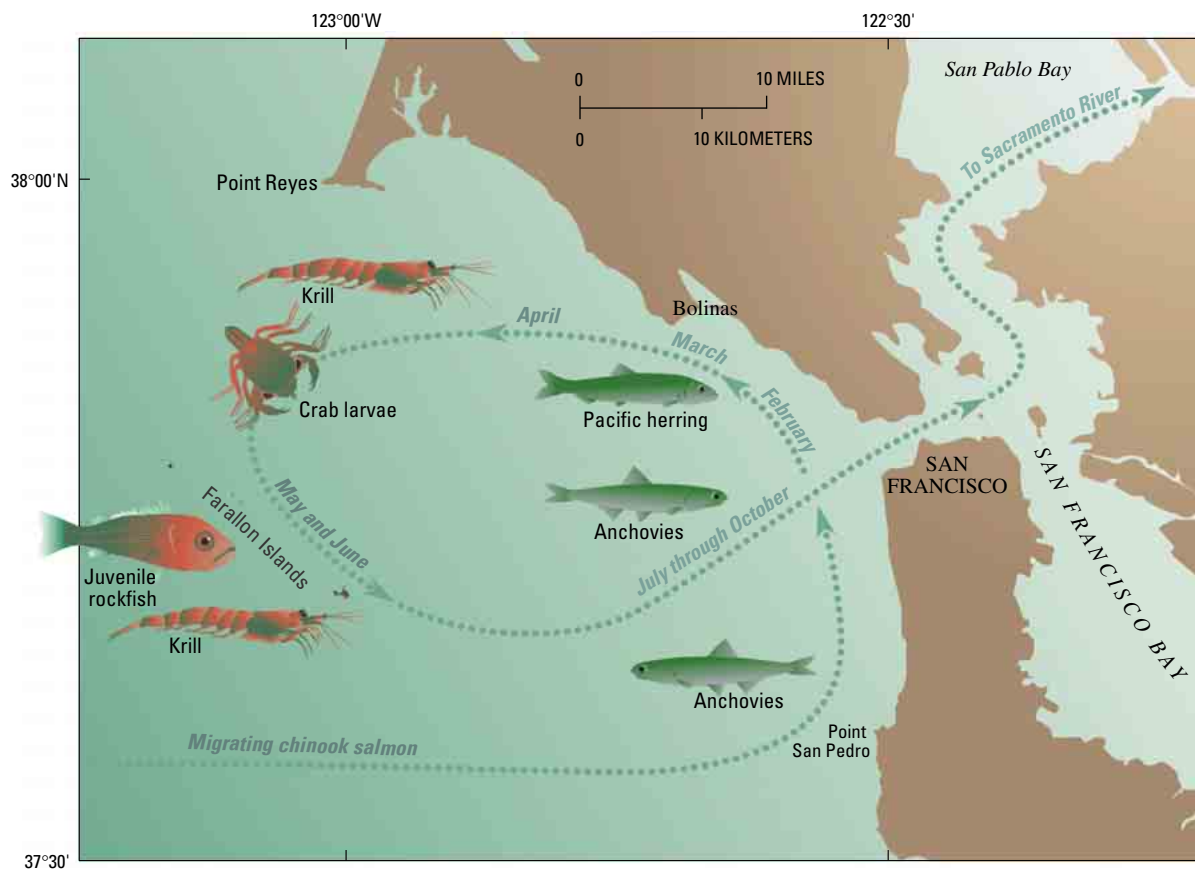 123°00'W
122°30'
San Pablo Bay
0
10 MILES
0
10 KILOMETERS
To Sacramento River
38°00'N
Point Reyes
Krill
Bolinas
April
March
February
Crab larvae
Pacific herring
SAN
FRANCISCO
SAN FRANCISCO BAY
May and June
Farallon Islands
Anchovies
July through October
Juvenile
rockfish
Krill
Anchovies
Point
San Pedro
Migrating chinook salmon
37°30'